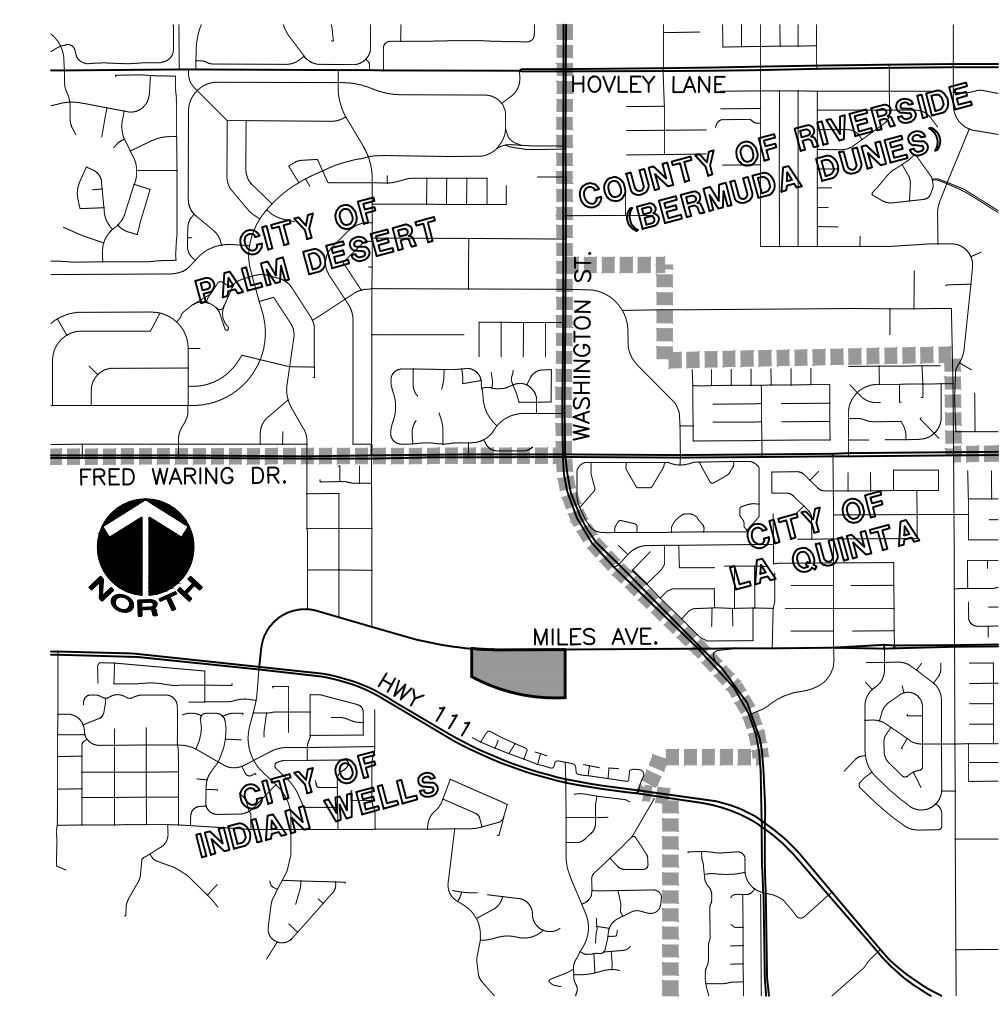 HOVLEY LANE
COUNTY OF RIVERSIDE
(BERMUDA DUNES)
CITY OF
PALM DESERT
WASHINGTON ST.
FRED WARING DR.
NORTH
CITY OF
LA QUINTA
MILES AVE.
HWY 111
CITY OF
INDIAN WELLS